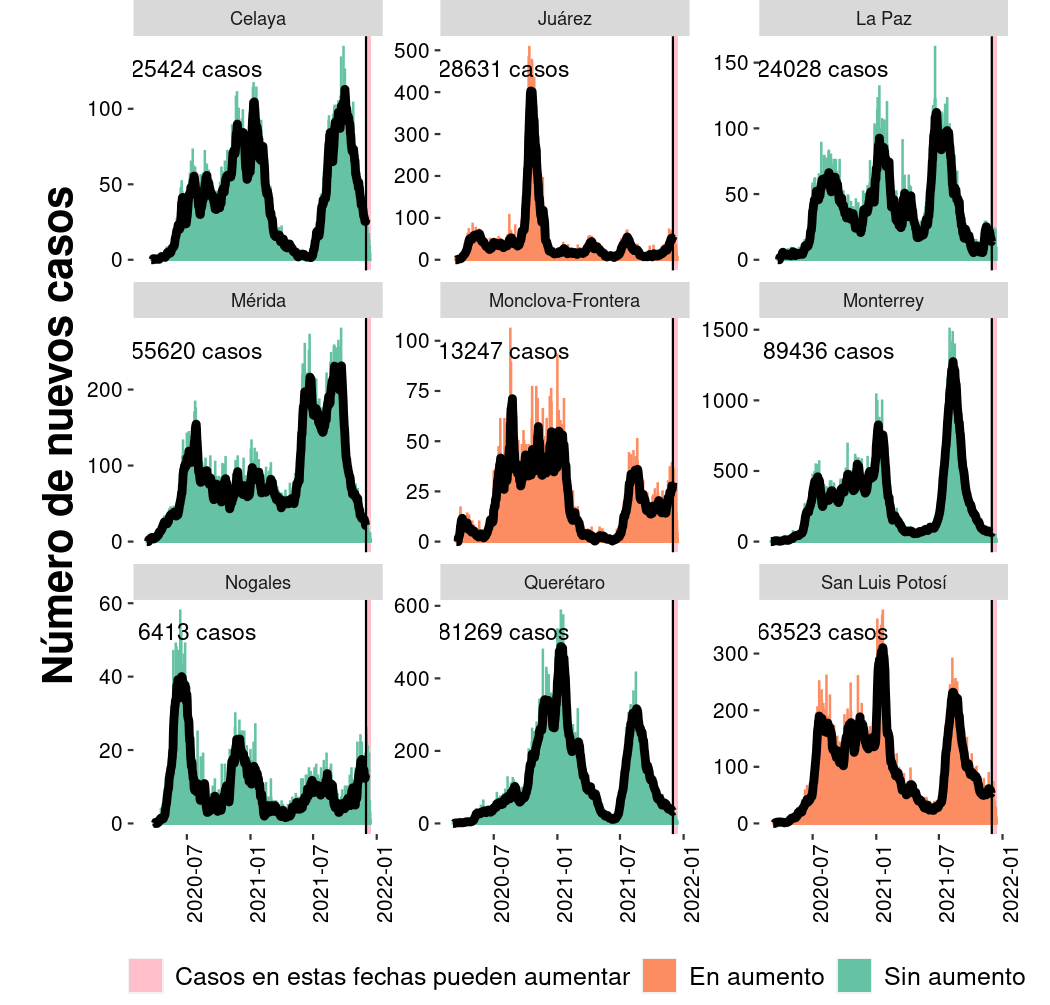 Número de nuevos casos
Celaya
Juárez
La Paz
25424 casos
28631 casos
24028 casos
100
50
0
500
400
300
200
100
0
150
100
50
0
Mérida
Monclova-Frontera
Monterrey
55620 casos
13247 casos
89436 casos
200
100
0
100
75
50
25
0
1500
1000
500
0
Nogales
Querétaro
San Luis Potosí
6413 casos
81269 casos
63523 casos
60
40
20
0
600
400
200
0
300
200
100
0
2020-07
2021-01
2021-07
2022-01
2020-07
2021-01
2021-07
2022-01
2020-07
2021-01
2021-07
2022-01
Casos en estas fechas pueden aumentar
En aumento
Sin aumento